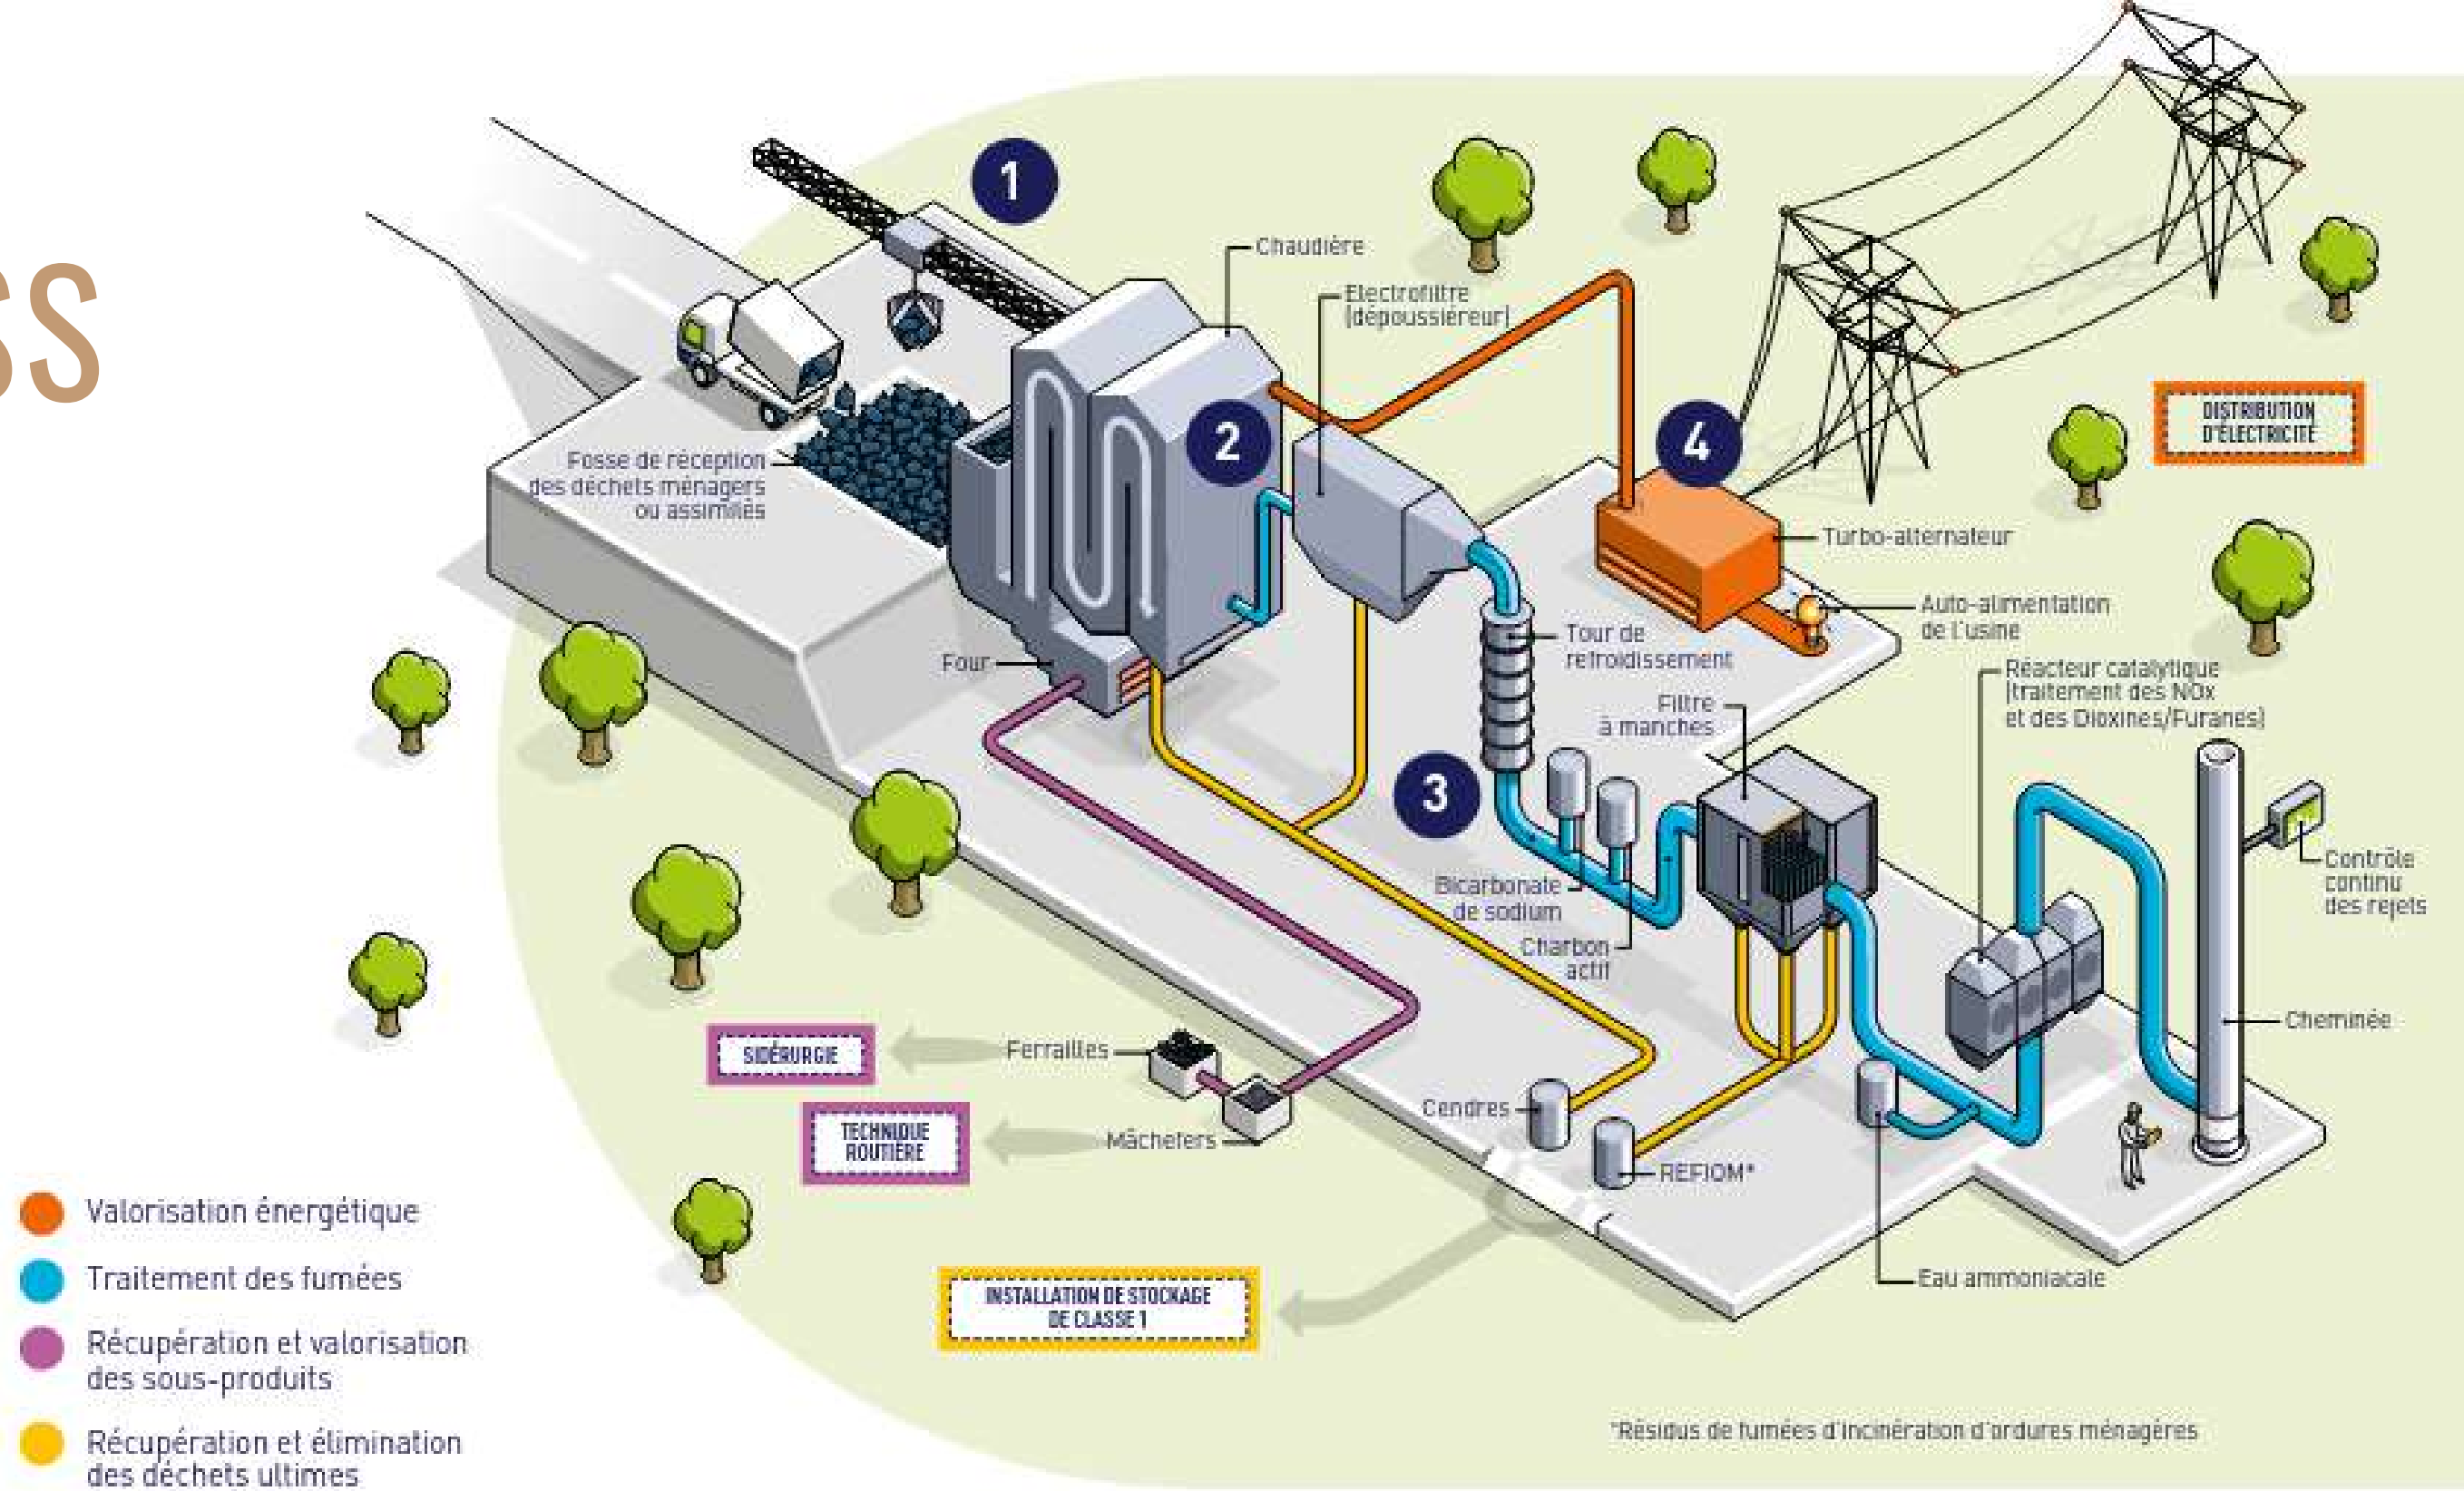 SS
1
Chaudière
Electrofiltre
(dépoussiéreur)
2
4
DISTRIBUTION
D'ÉLECTRICITÉ
Fosse de réception
des déchets ménagers
ou assimilés
Turbo-alternateur
Auto-alimentation
de l'usine
Four
Tour de
refroidissement
Réacteur catalytique
(traitement des NOx
et des Dioxines/Furanes)
Filtre
à manches
3
Contrôle
continu
des rejets
Bicarbonate
de sodium
Charbon
actif
Cheminée
SIDÉRURGIE
Ferrailles
TECHNIQUE
ROUTIÈRE
Mâchefers
Cendres
REFIOM*
Eau ammoniacale
INSTALLATION DE STOCKAGE
DE CLASSE 1
Valorisation énergétique
Traitement des fumées
Récupération et valorisation
des sous-produits
Récupération et élimination
des déchets ultimes
*Résidus de fumées d'incinération d'ordures ménagères